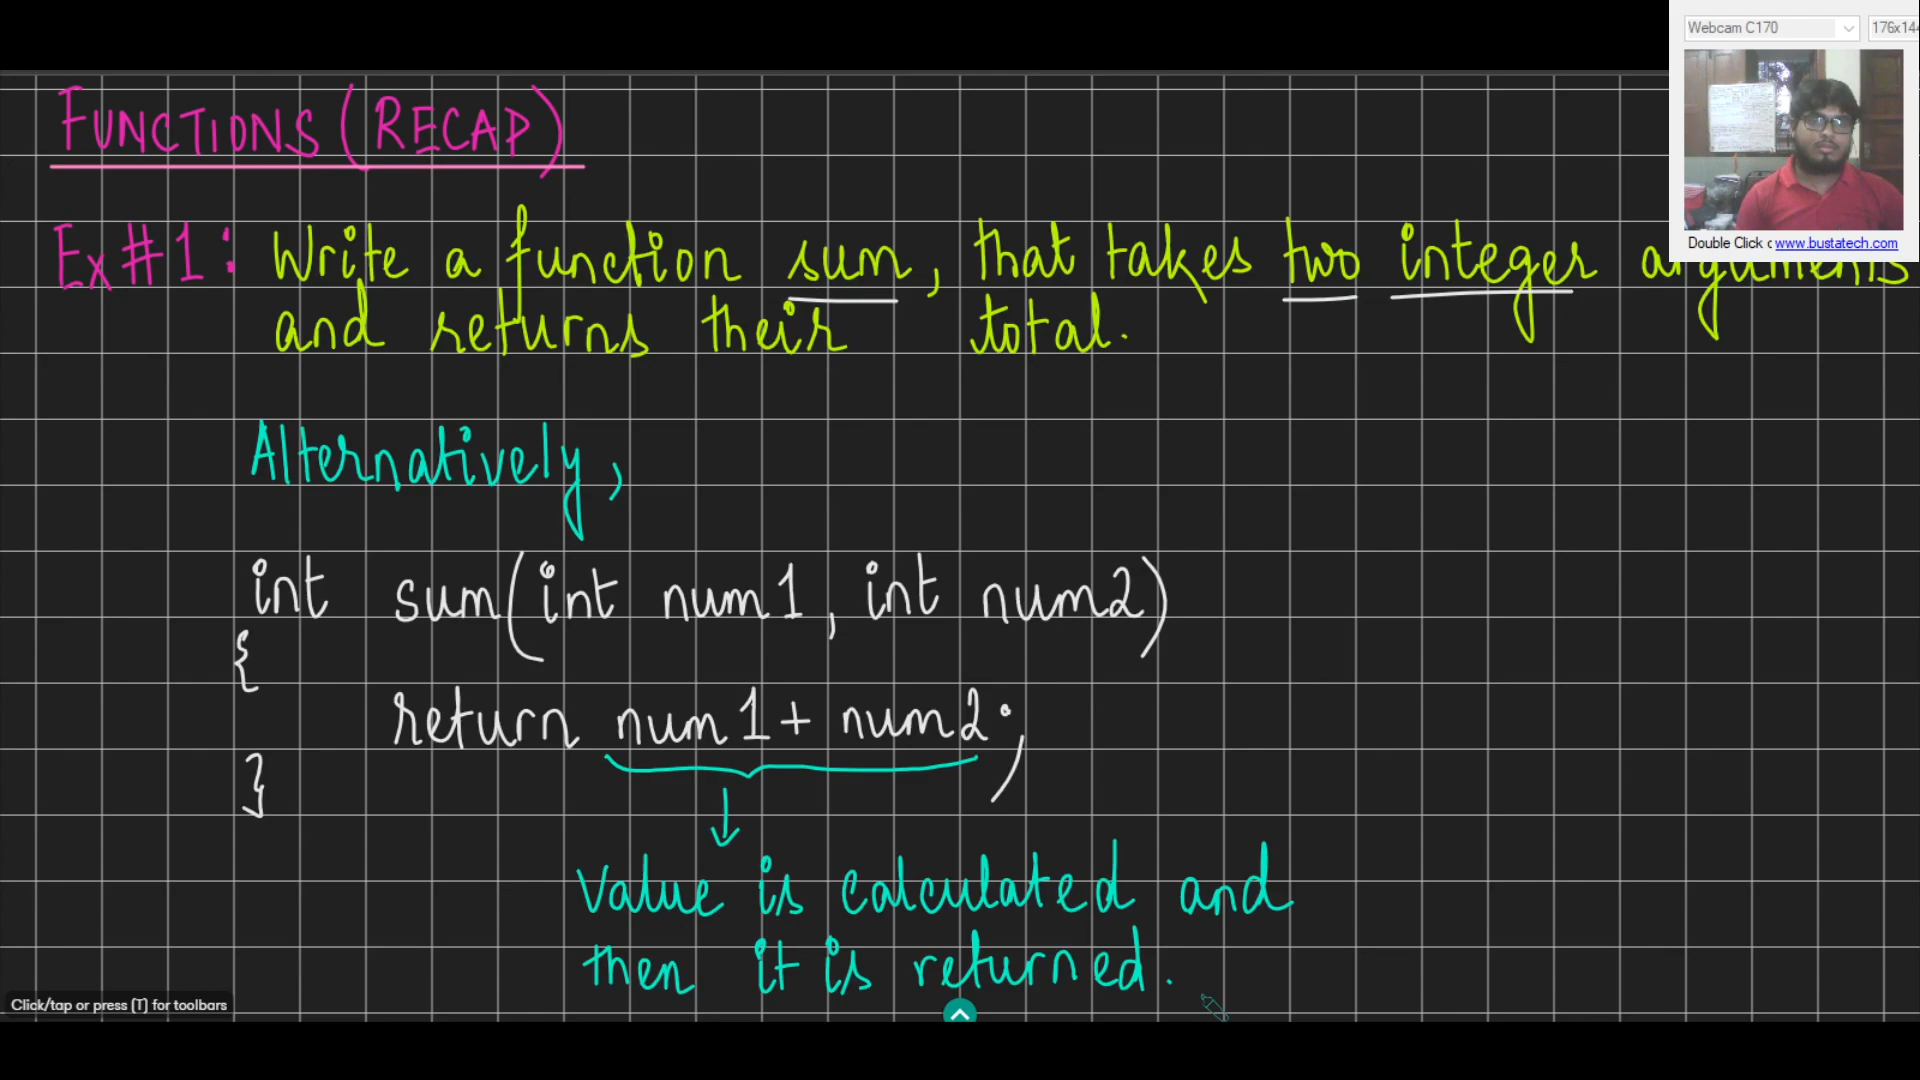 Webcam C170
176x144
Double Click
www.bustatech.com
FUNCTIONS (RECAP)
Ex#1: Write a function sum, that takes two integer arguments
and returns their total.
Alternatively,
int sum(int num1, int num2)
{
return num1 + num2;
}
Value is calculated and
then it is returned.
Click/tap or press (T) for toolbars